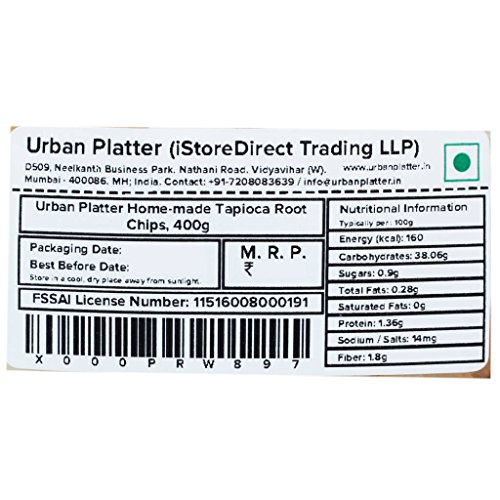 Urban Platter (iStoreDirect Trading LLP)
D509, Neelkanth Business Park, Nathani Road, Vidyavihar (W). www.urbanplatter.in
Mumbai - 400086. MH; India. Contact: +91-7208083639 / info@urbanplatter.in
Urban Platter Home-made Tapioca Root
Chips, 400g
Packaging Date:
Best Before Date:
Store in a cool, dry place away from sunlight.
M. R. P.
₹
FSSAI License Number: 11516008000191
X000PRW897
Nutritional Information
Typically per : 100g
Energy (kcal): 160
Carbohydrates: 38.06g
Sugars: 0.9g
Total Fats: 0.28g
Saturated Fats: 0g
Protein: 1.36g
Sodium / Salts: 14mg
Fiber: 1.8g